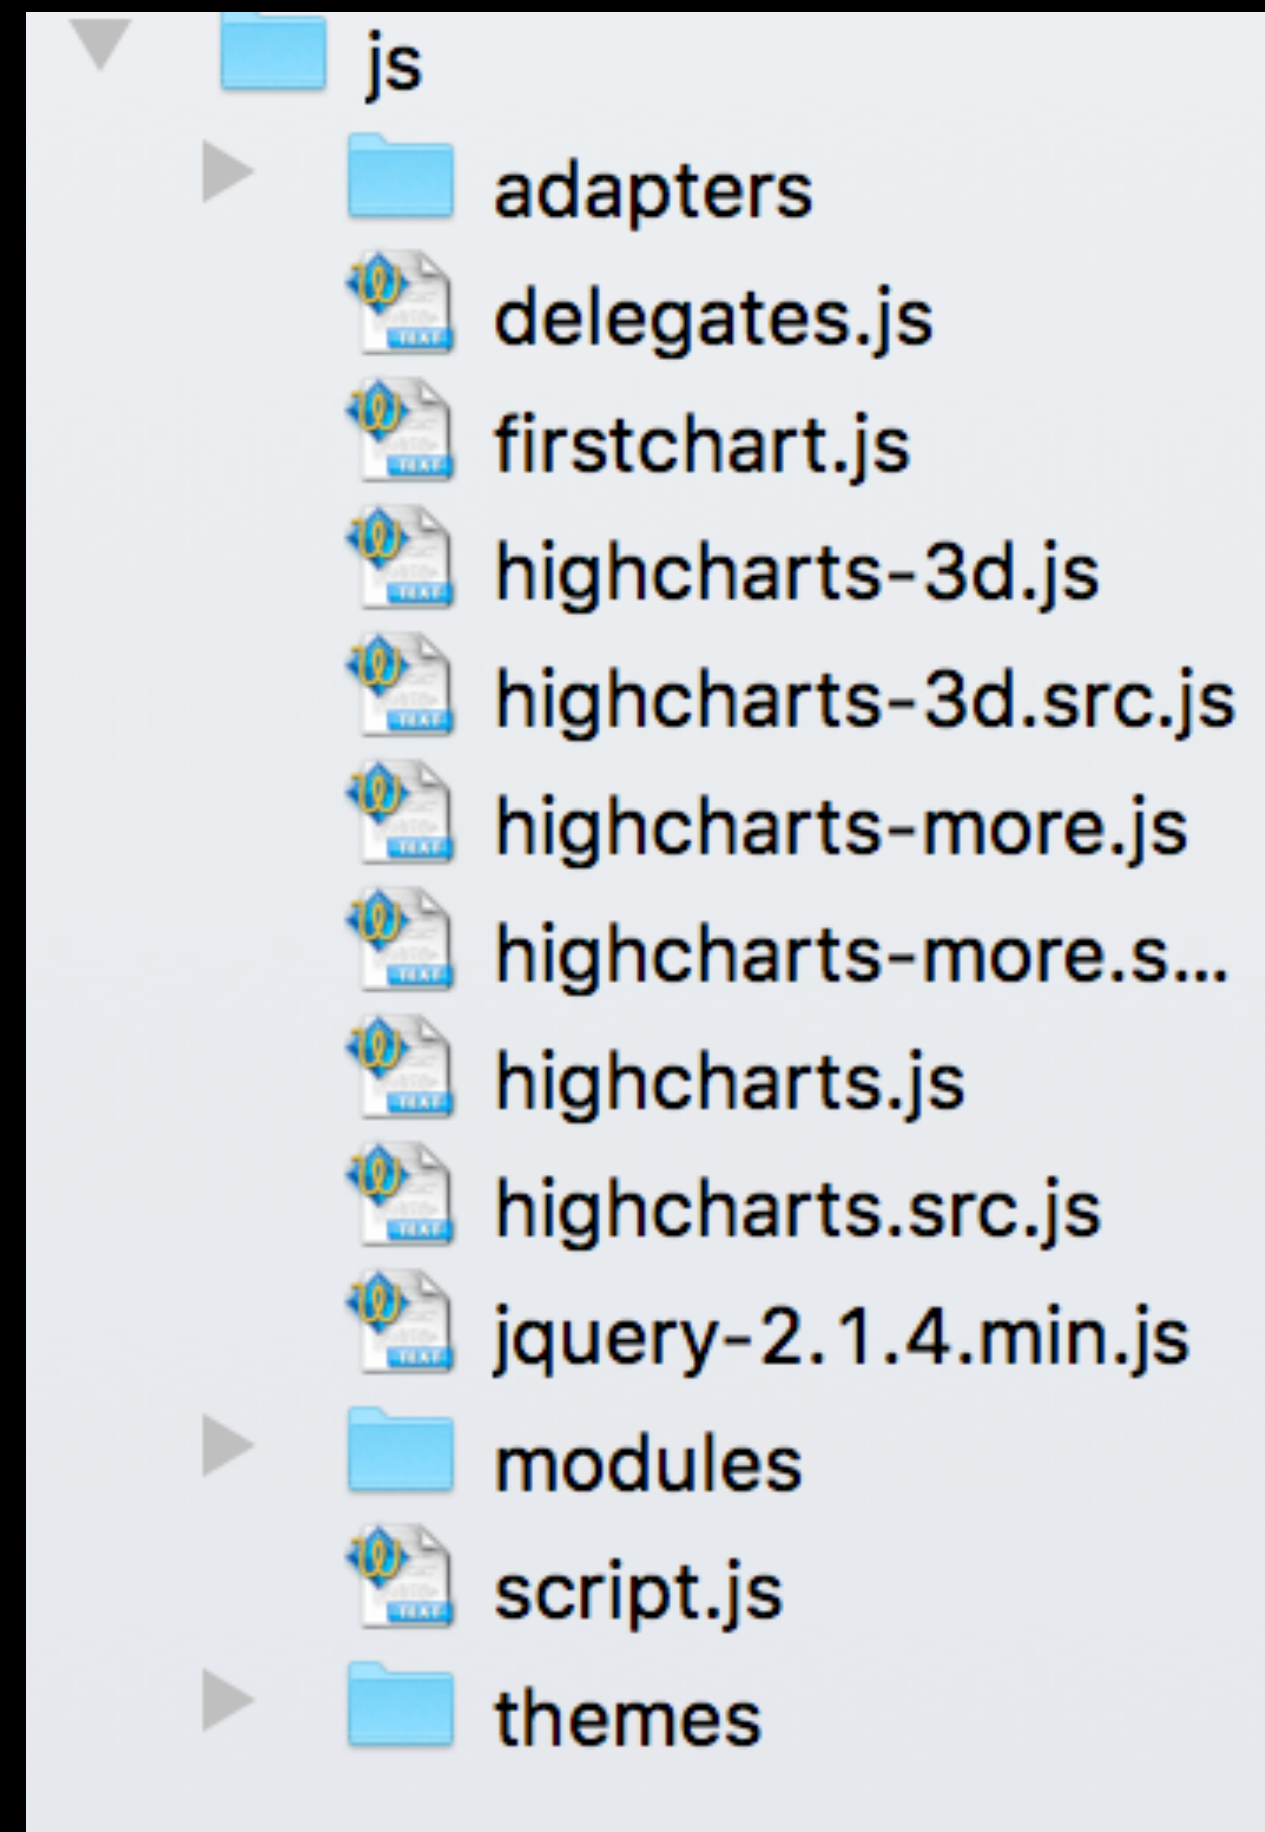 js
adapters
delegates.js
firstchart.js
highcharts-3d.js
highcharts-3d.src.js
highcharts-more.js
highcharts-more.s...
highcharts.js
highcharts.src.js
jquery-2.1.4.min.js
modules
script.js
themes